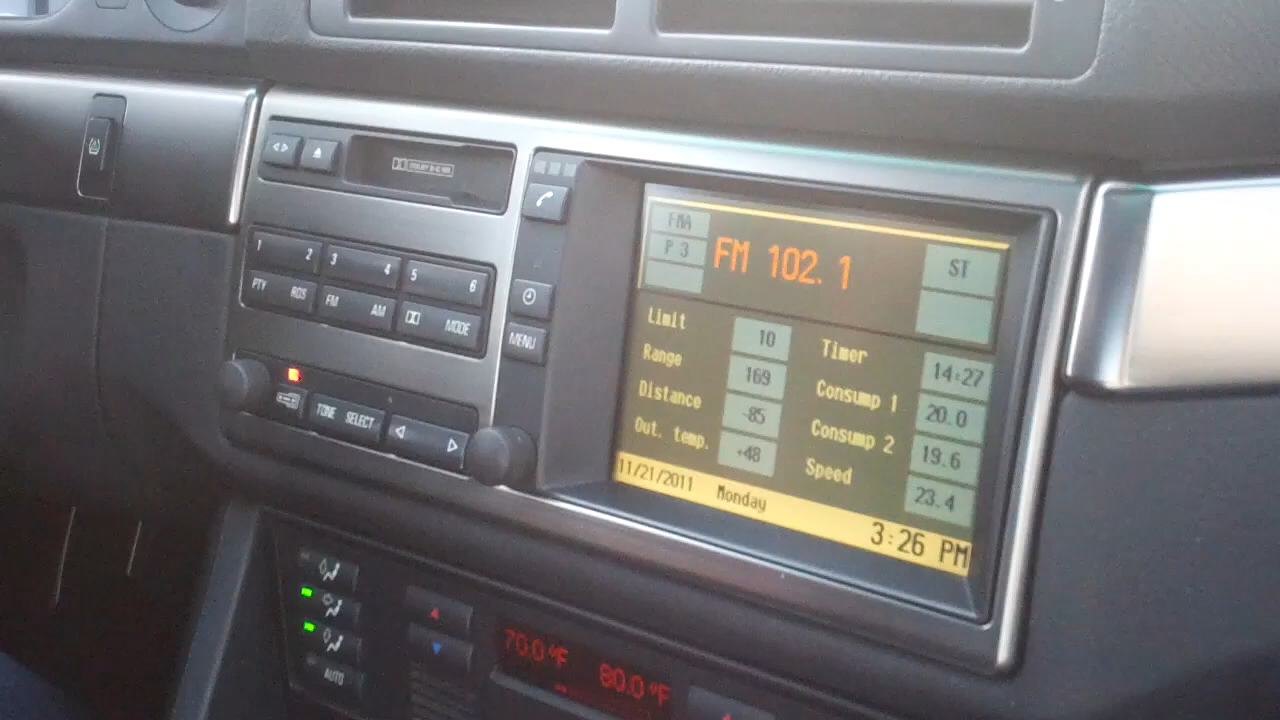 1 2 3 4 5 6
PTY RDS FM AM MODE
TONE SELECT
MENU
FMA
P 3
FM 102.1
ST
Limit 10
Range 169
Distance -85
Out. temp. +48
Timer 14:27
Consump 1 20.0
Consump 2 19.6
Speed 23.4
11/21/2011 Monday 3:26 PM
AUTO
70.0°F 80.0°F